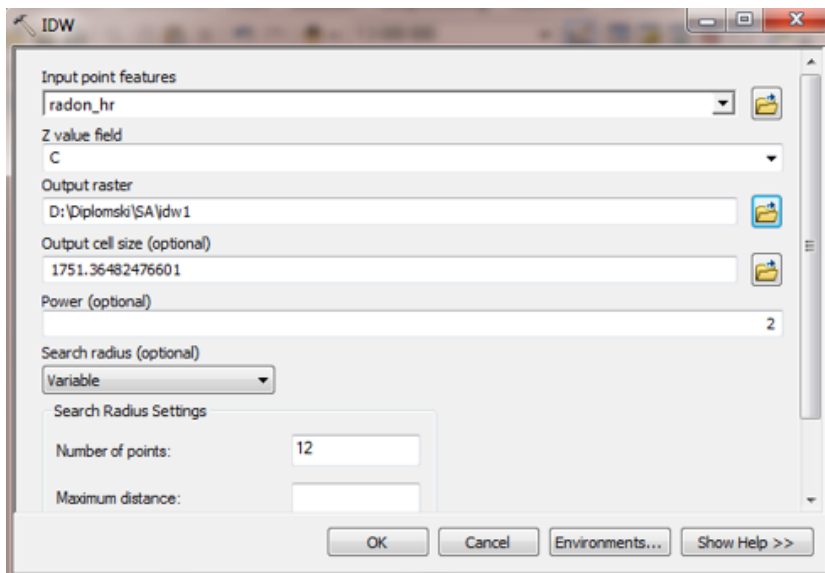 IDW
Input point features
radon_hr
Z value field
C
Output raster
D:\Diplomski\SA\idw1
Output cell size (optional)
1751.36482476601
Power (optional)
2
Search radius (optional)
Variable
Search Radius Settings
Number of points:
12
Maximum distance:
OK
Cancel
Environments...
Show Help >>